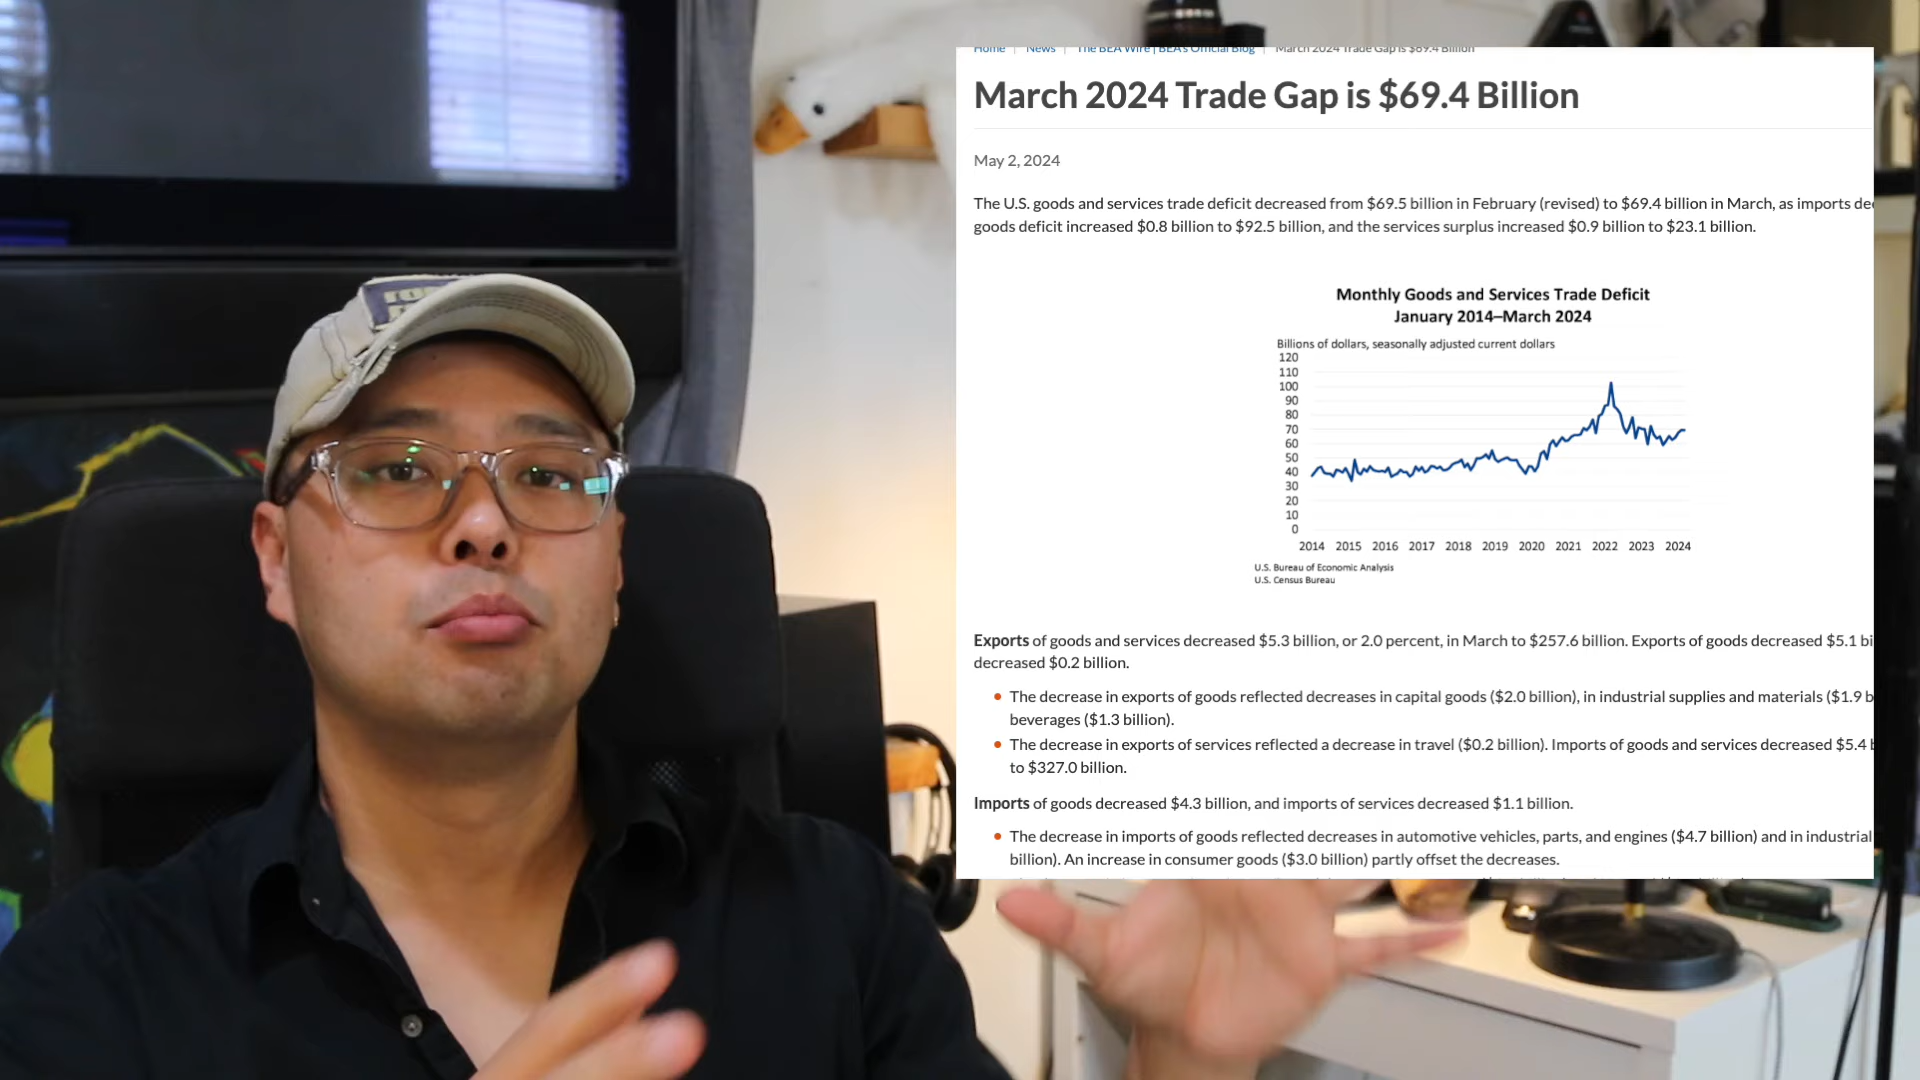 Home | News | The BEA Wire | BEA's Official Blog | March 2024 Trade Gap is $69.4 Billion
March 2024 Trade Gap is $69.4 Billion
May 2, 2024
The U.S. goods and services trade deficit decreased from $69.5 billion in February (revised) to $69.4 billion in March, as imports de
goods deficit increased $0.8 billion to $92.5 billion, and the services surplus increased $0.9 billion to $23.1 billion.
Monthly Goods and Services Trade Deficit
January 2014–March 2024
Billions of dollars, seasonally adjusted current dollars
120
110
100
90
80
70
60
50
40
30
20
10
0
2014 2015 2016 2017 2018 2019 2020 2021 2022 2023 2024
U.S. Bureau of Economic Analysis
U.S. Census Bureau
Exports of goods and services decreased $5.3 billion, or 2.0 percent, in March to $257.6 billion. Exports of goods decreased $5.1 bi
decreased $0.2 billion.
• The decrease in exports of goods reflected decreases in capital goods ($2.0 billion), in industrial supplies and materials ($1.9 b
beverages ($1.3 billion).
• The decrease in exports of services reflected a decrease in travel ($0.2 billion). Imports of goods and services decreased $5.4 b
to $327.0 billion.
Imports of goods decreased $4.3 billion, and imports of services decreased $1.1 billion.
• The decrease in imports of goods reflected decreases in automotive vehicles, parts, and engines ($4.7 billion) and in industrial
billion). An increase in consumer goods ($3.0 billion) partly offset the decreases.